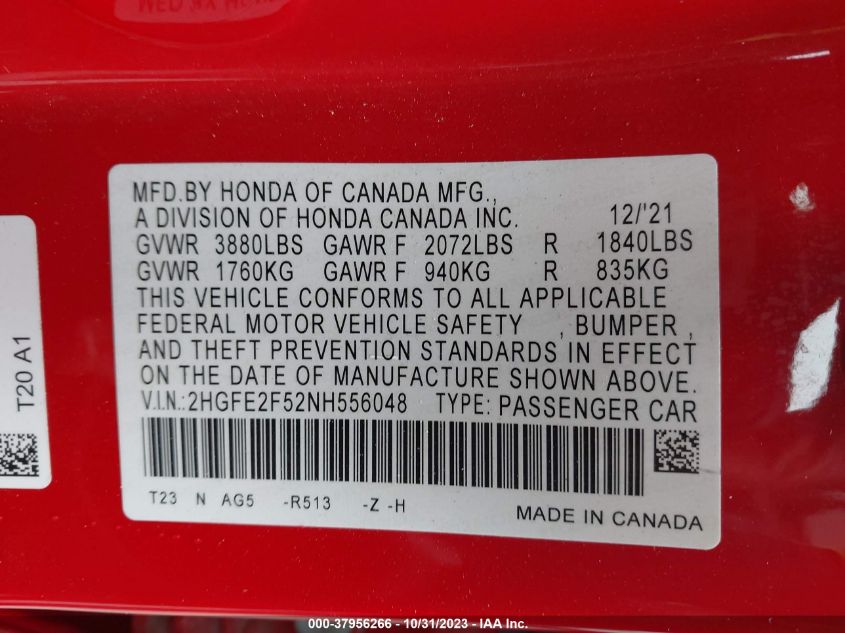 MFD.BY HONDA OF CANADA MFG.,
A DIVISION OF HONDA CANADA INC. 12/'21
GVWR 3880LBS GAWR F 2072LBS R 1840LBS
GVWR 1760KG GAWR F 940KG R 835KG
THIS VEHICLE CONFORMS TO ALL APPLICABLE
FEDERAL MOTOR VEHICLE SAFETY , BUMPER ,
AND THEFT PREVENTION STANDARDS IN EFFECT
ON THE DATE OF MANUFACTURE SHOWN ABOVE.
V.I.N.:2HGFE2F52NH556048 TYPE: PASSENGER CAR
T23 N AG5 -R513 -Z -H
MADE IN CANADA
T20 A1
000-37956266 - 10/31/2023 - IAA Inc.